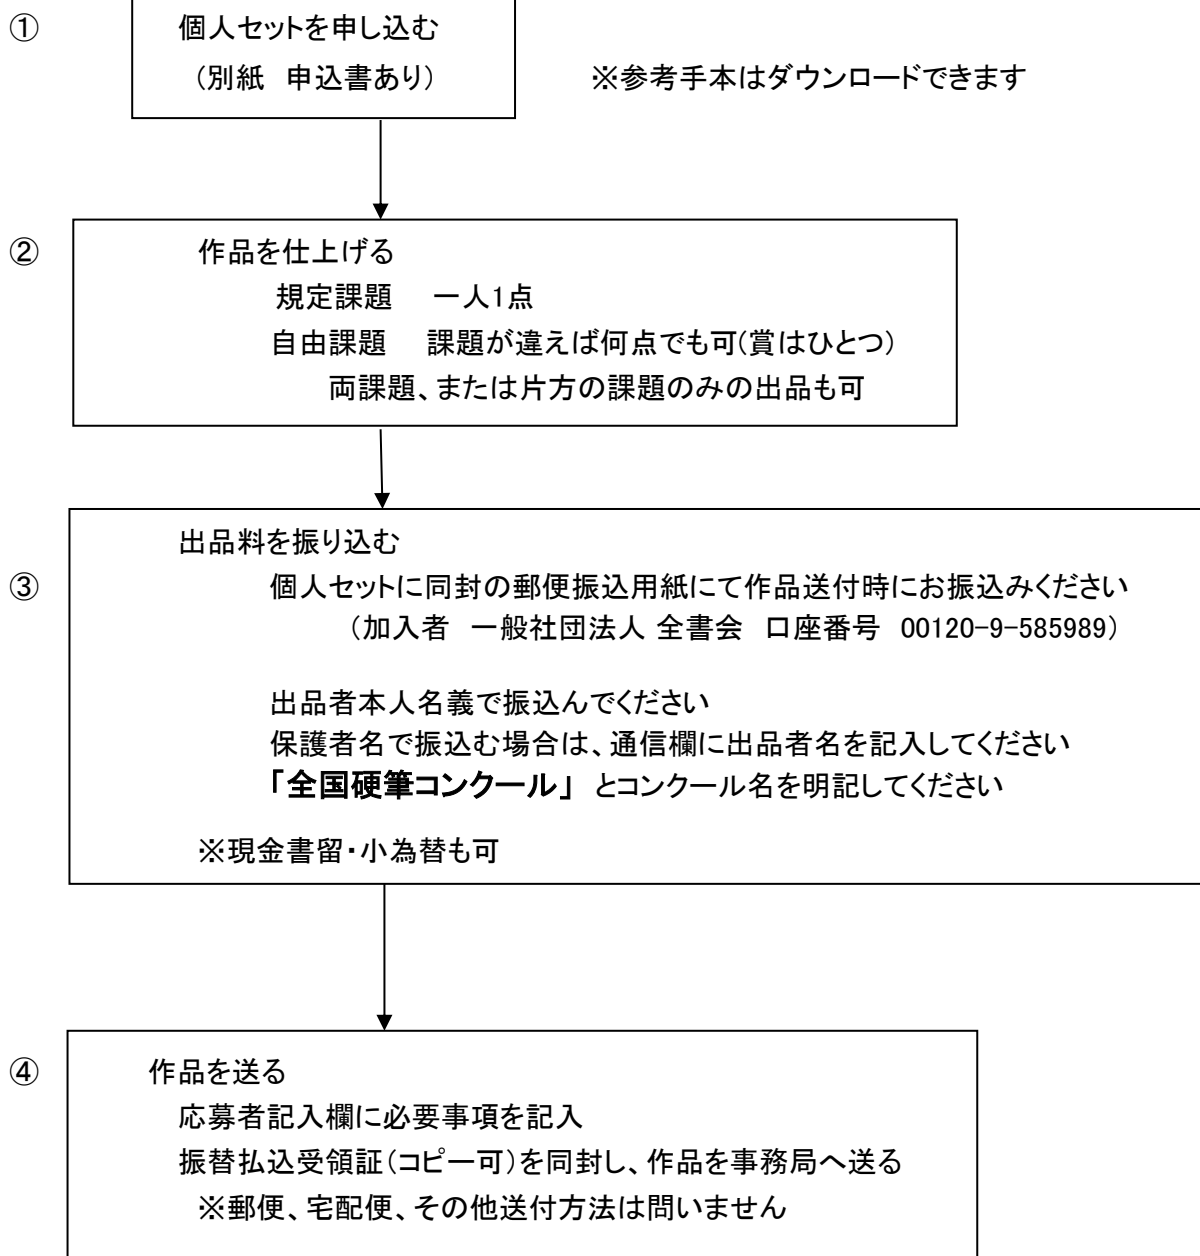 ① 個人セットを申し込む
（別紙　申込書あり）　※参考手本はダウンロードできます
② 作品を仕上げる
規定課題　一人1点
自由課題　課題が違えば何点でも可(賞はひとつ）
両課題、または片方の課題のみの出品も可
出品料を振り込む
③ 個人セットに同封の郵便振込用紙にて作品送付時にお振込みください
（加入者　一般社団法人 全書会　口座番号　00120-9-585989）
出品者本人名義で振込んでください
保護者名で振込む場合は、通信欄に出品者名を記入してください
「全国硬筆コンクール」 とコンクール名を明記してください
※現金書留・小為替も可
④ 作品を送る
応募者記入欄に必要事項を記入
振替払込受領証（コピー可）を同封し、作品を事務局へ送る
※郵便、宅配便、その他送付方法は問いません